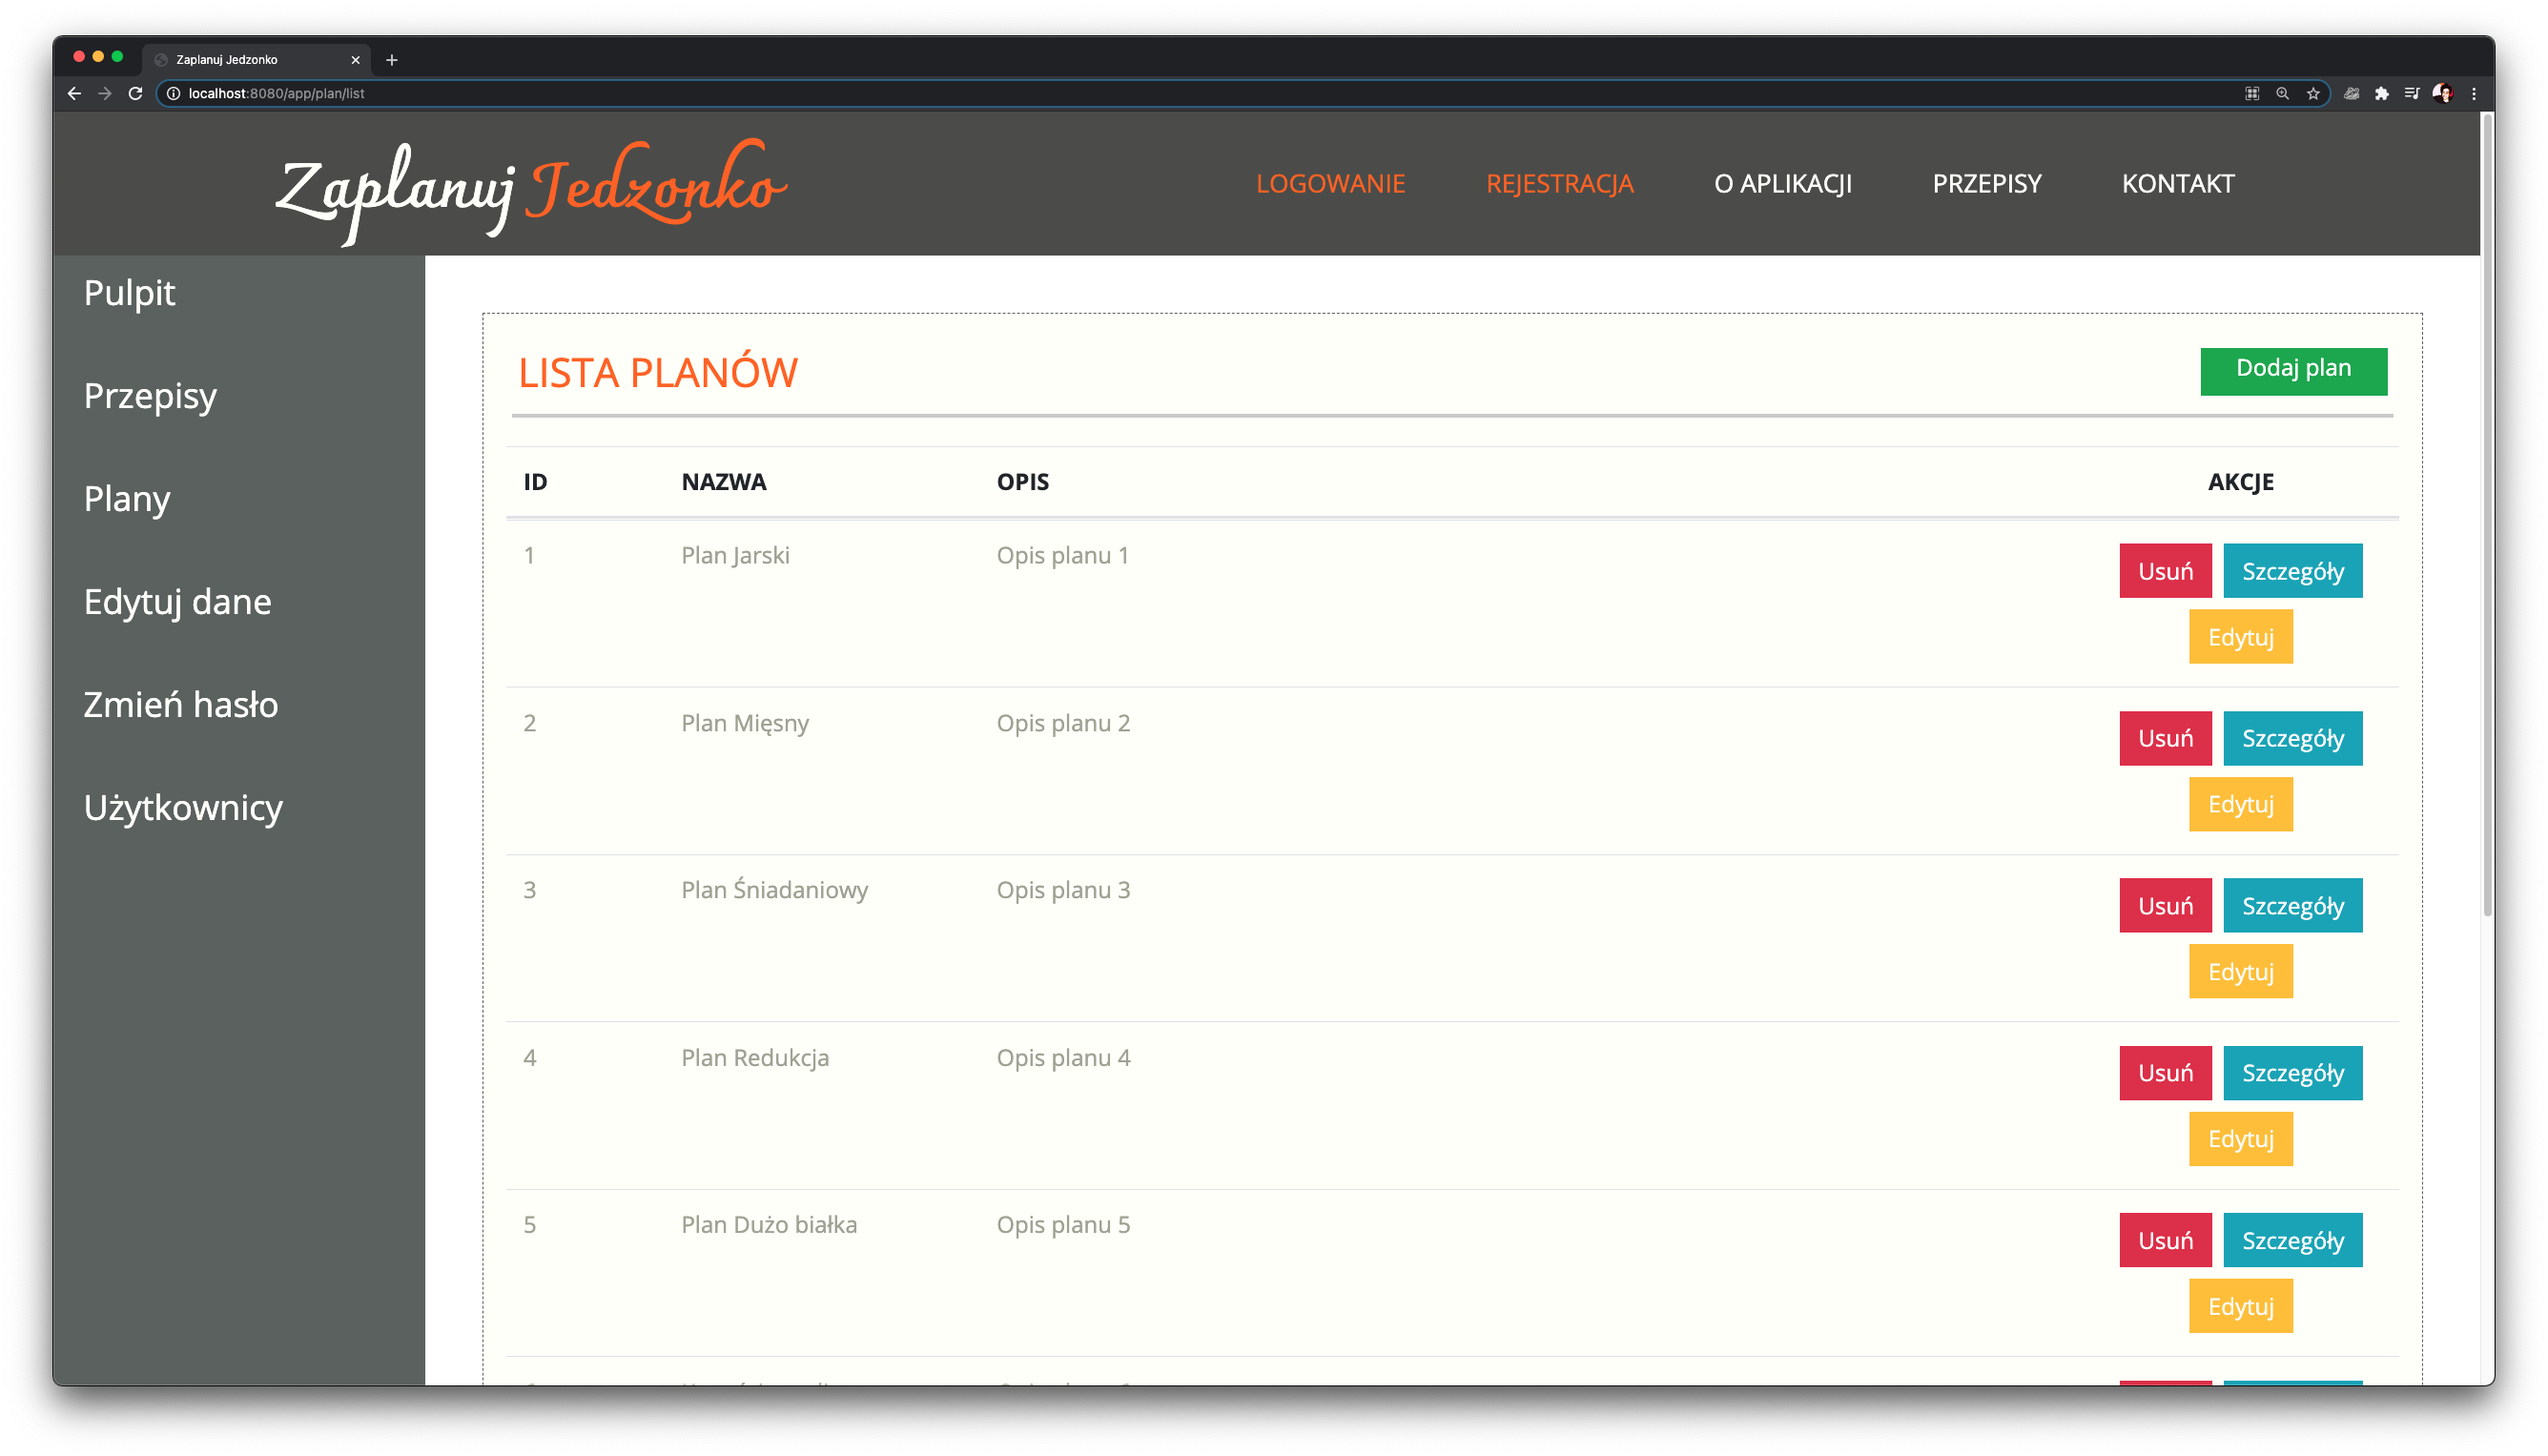 Zaplanuj Jedzonko
localhost:8080/app/plan/list
Zaplanuj Jedzonko
LOGOWANIE REJESTRACJA O APLIKACJI PRZEPISY KONTAKT
Pulpit
Przepisy
Plany
Edytuj dane
Zmień hasło
Użytkownicy
LISTA PLANÓW Dodaj plan
ID NAZWA OPIS AKCJE
1 Plan Jarski Opis planu 1 Usuń Szczegóły
Edytuj
2 Plan Mięsny Opis planu 2 Usuń Szczegóły
Edytuj
3 Plan Śniadaniowy Opis planu 3 Usuń Szczegóły
Edytuj
4 Plan Redukcja Opis planu 4 Usuń Szczegóły
Edytuj
5 Plan Dużo białka Opis planu 5 Usuń Szczegóły
Edytuj